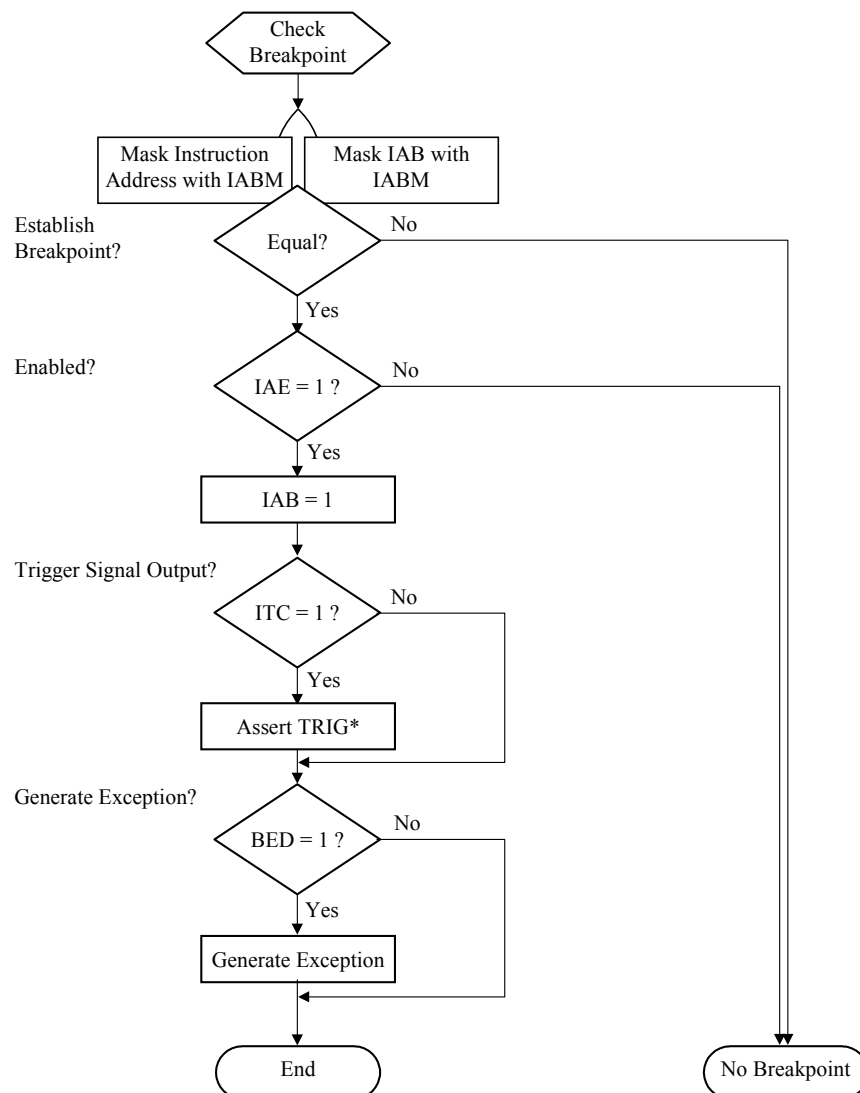 Check
Breakpoint
Mask Instruction
Address with IABM
Mask IAB with
IABM
Establish
Breakpoint?
Equal?
No
Yes
Enabled?
IAE = 1 ?
No
Yes
IAB = 1
Trigger Signal Output?
ITC = 1 ?
No
Yes
Assert TRIG*
Generate Exception?
BED = 1 ?
No
Yes
Generate Exception
End
No Breakpoint